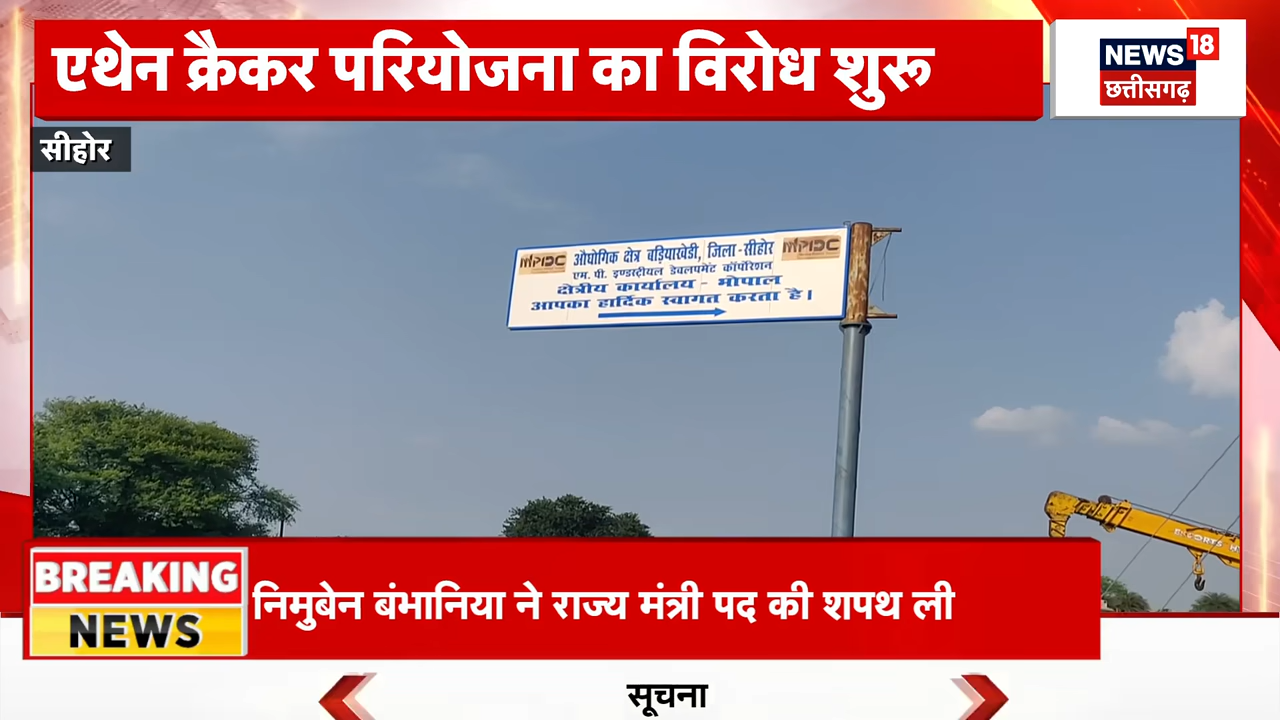 एथेन क्रैकर परियोजना का विरोध शुरू
NEWS 18
छत्तीसगढ़
सीहोर
MPIDC औद्योगिक क्षेत्र बड़ियाखेडी, जिला-सीहोर MPIDC
एम. पी. इण्डस्ट्रीयल डेवलपमेंट कॉर्पोरेशन
क्षेत्रीय कार्यालय - भोपाल
आपका हार्दिक स्वागत करता है।
BREAKING
NEWS
निमुबेन बंभानिया ने राज्य मंत्री पद की शपथ ली
सूचना